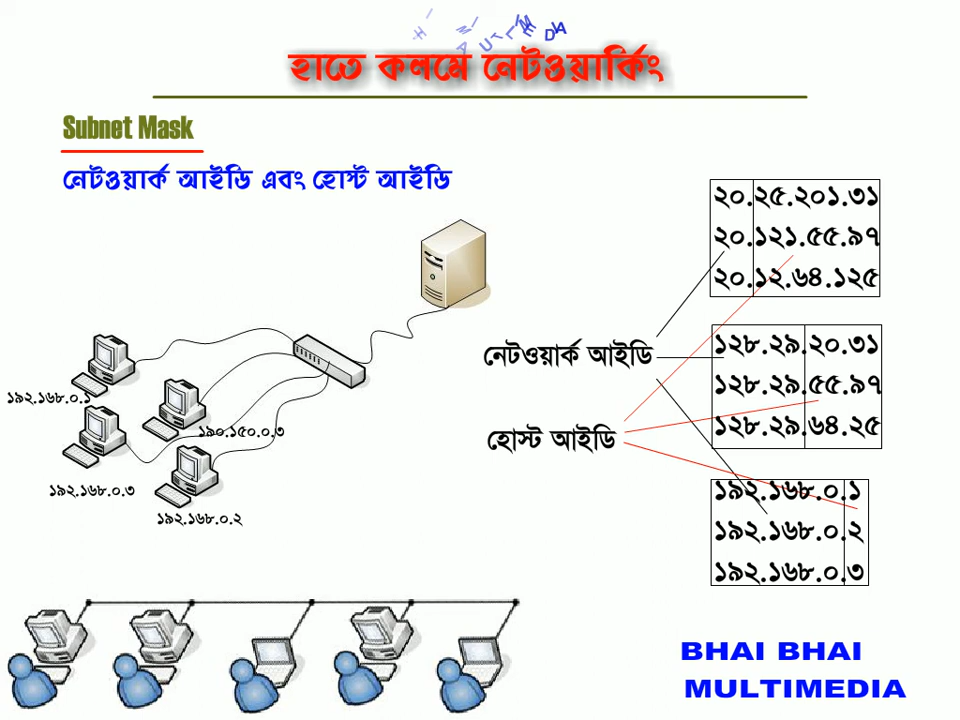 হাতে কলমে নেটওয়ার্কিং
Subnet Mask
নেটওয়ার্ক আইডি এবং হোস্ট আইডি
২০.২৫.২০১.৩১
২০.১২১.৫৫.৯৭
২০.১২.৬৪.১২৫
নেটওয়ার্ক আইডি
১২৮.২৯.২০.৩১
১২৮.২৯.৫৫.৯৭
১২৮.২৯.৬৪.২৫
হোস্ট আইডি
১৯২.১৬৮.০.১
১৯২.১৬৮.০.২
১৯২.১৬৮.০.৩
১৯২.১৬৮.০.১
১৯০.১৫০.০.৩
১৯২.১৬৮.০.৩
১৯২.১৬৮.০.২
BHAI BHAI
MULTIMEDIA